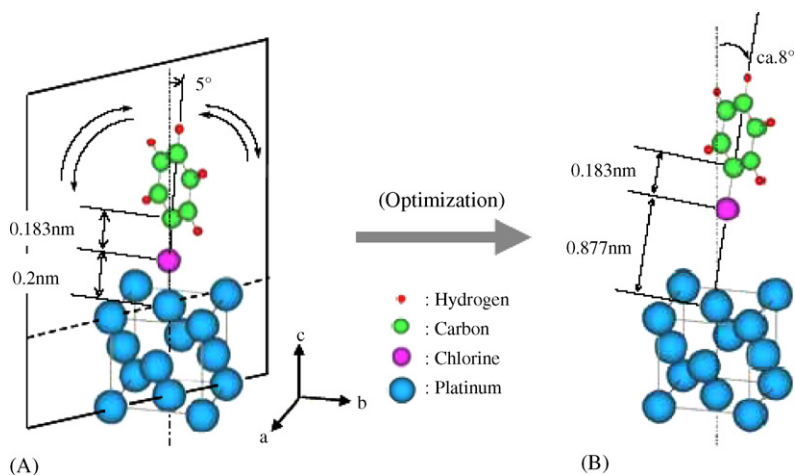 5°
0.183nm
0.2nm
c
b
a
(A)
(Optimization)
: Hydrogen
: Carbon
: Chlorine
: Platinum
ca.8°
0.183nm
0.877nm
(B)